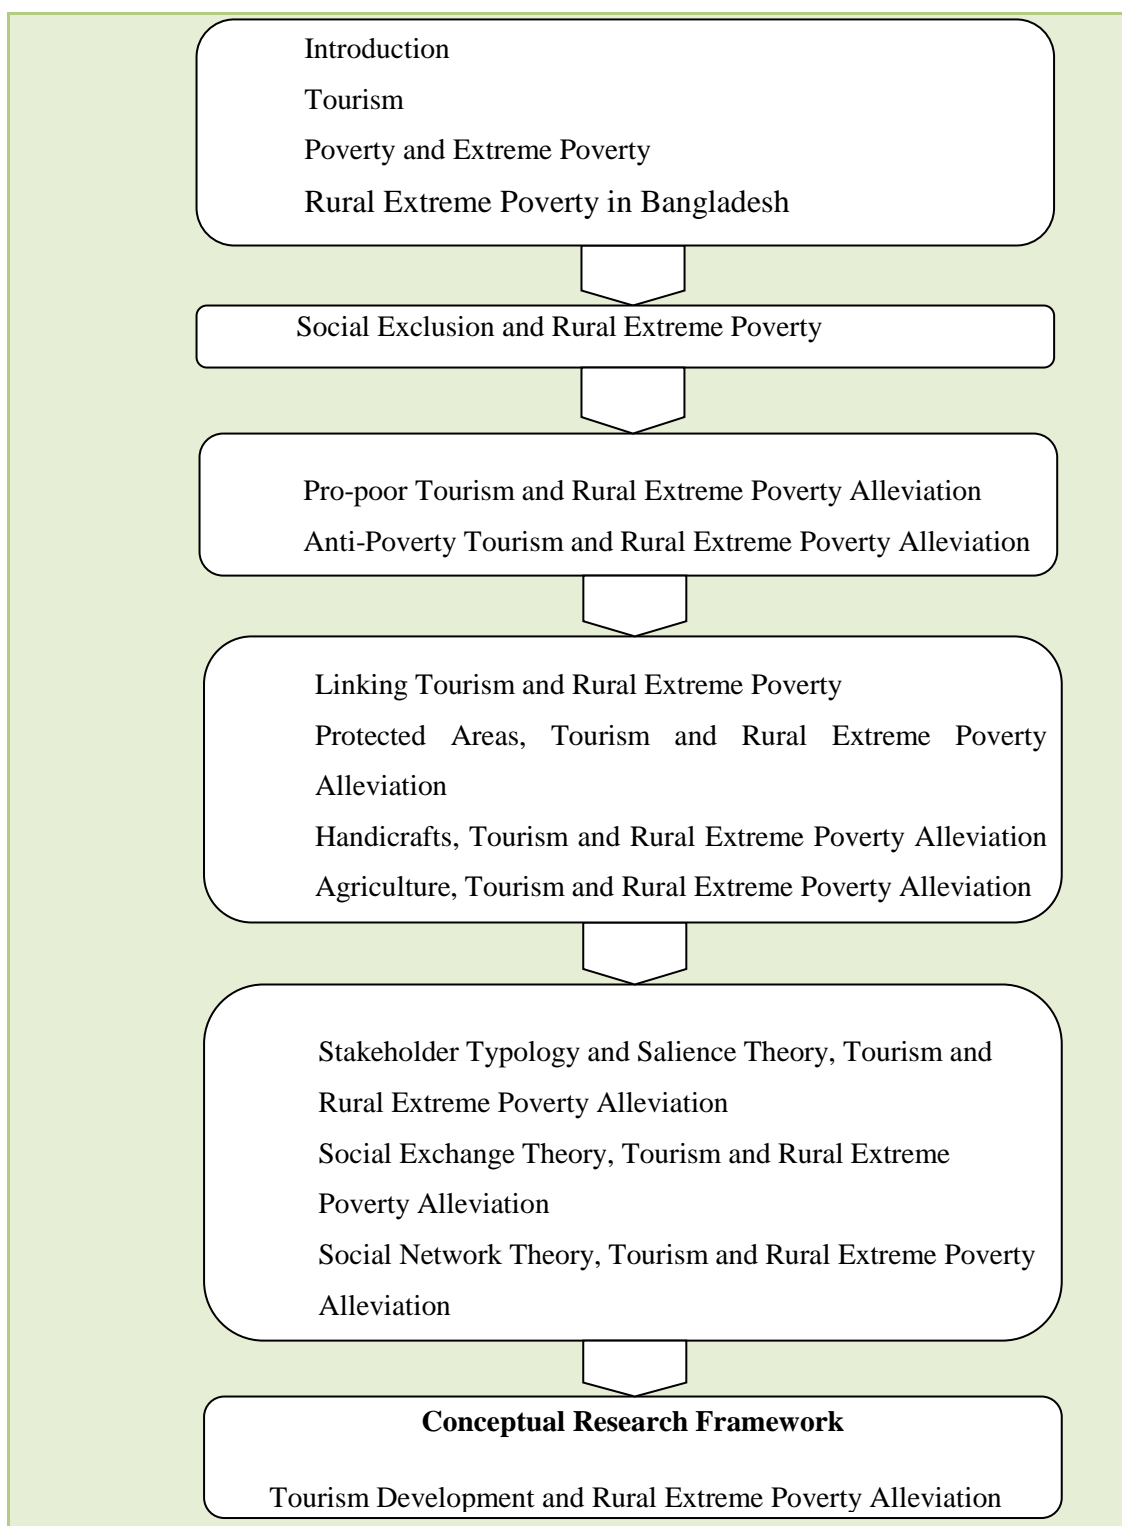 Introduction
Tourism
Poverty and Extreme Poverty
Rural Extreme Poverty in Bangladesh
Social Exclusion and Rural Extreme Poverty
Pro-poor Tourism and Rural Extreme Poverty Alleviation
Anti-Poverty Tourism and Rural Extreme Poverty Alleviation
Linking Tourism and Rural Extreme Poverty
Protected Areas, Tourism and Rural Extreme Poverty
Alleviation
Handicrafts, Tourism and Rural Extreme Poverty Alleviation
Agriculture, Tourism and Rural Extreme Poverty Alleviation
Stakeholder Typology and Salience Theory, Tourism and
Rural Extreme Poverty Alleviation
Social Exchange Theory, Tourism and Rural Extreme
Poverty Alleviation
Social Network Theory, Tourism and Rural Extreme Poverty
Alleviation
Conceptual Research Framework
Tourism Development and Rural Extreme Poverty Alleviation